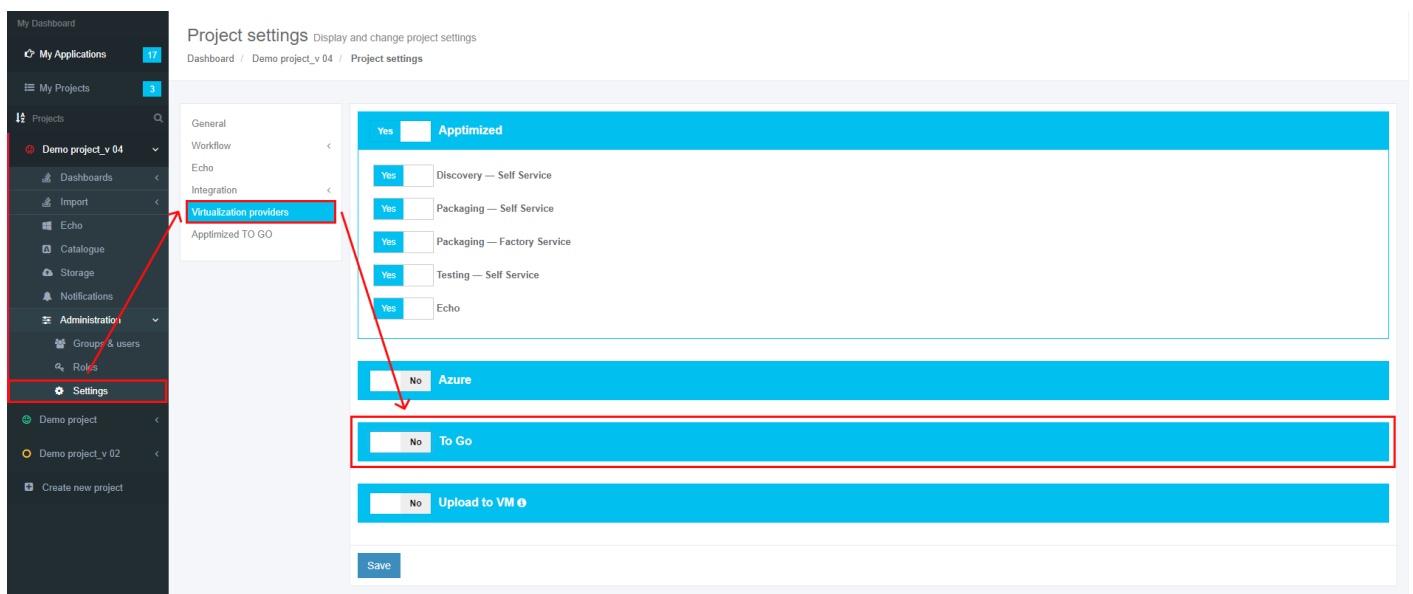 My Dashboard
My Applications 17
My Projects 3
Projects
Demo project_v 04
Dashboards
Import
Echo
Catalogue
Storage
Notifications
Administration
Groups & users
Roles
Settings
Demo project
Demo project_v 02
Create new project
Project settings Display and change project settings
Dashboard / Demo project_v 04 / Project settings
General
Workflow
Echo
Integration
Virtualization providers
Apptimized TO GO
Yes Apptimized
Yes Discovery — Self Service
Yes Packaging — Self Service
Yes Packaging — Factory Service
Yes Testing — Self Service
Yes Echo
No Azure
No To Go
No Upload to VM
Save